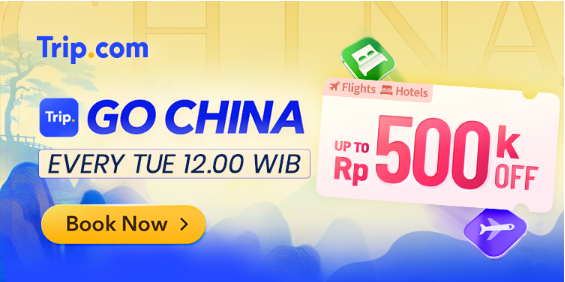 CHINA
Trip.com
Flights Hotels
Trip.
GO CHINA
EVERY TUE 12.00 WIB
UP TO
Rp 500k OFF
Book Now >